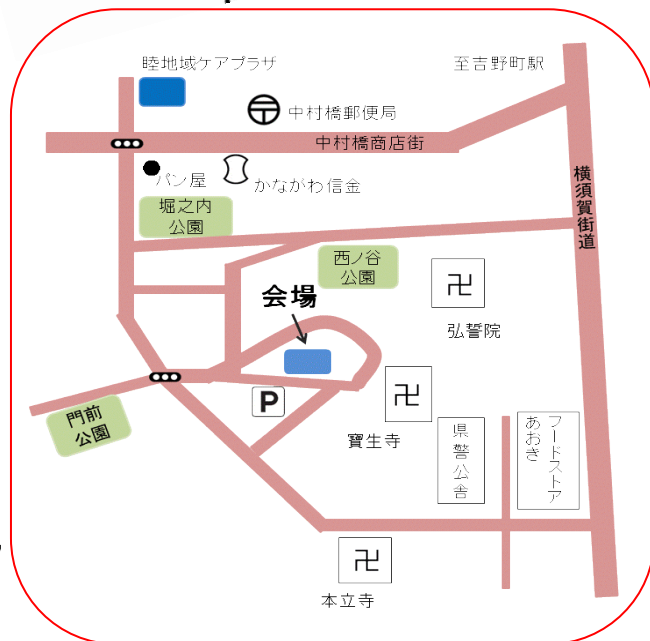 睦地域ケアプラザ
至吉野町駅
中村橋郵便局
中村橋商店街
パン屋
かながわ信金
横須賀街道
堀之内
公園
西ノ谷
公園
会場
卍
弘誓院
P
卍
寶生寺
門前
公園
県警公舎
フードストア
あおき
卍
本立寺